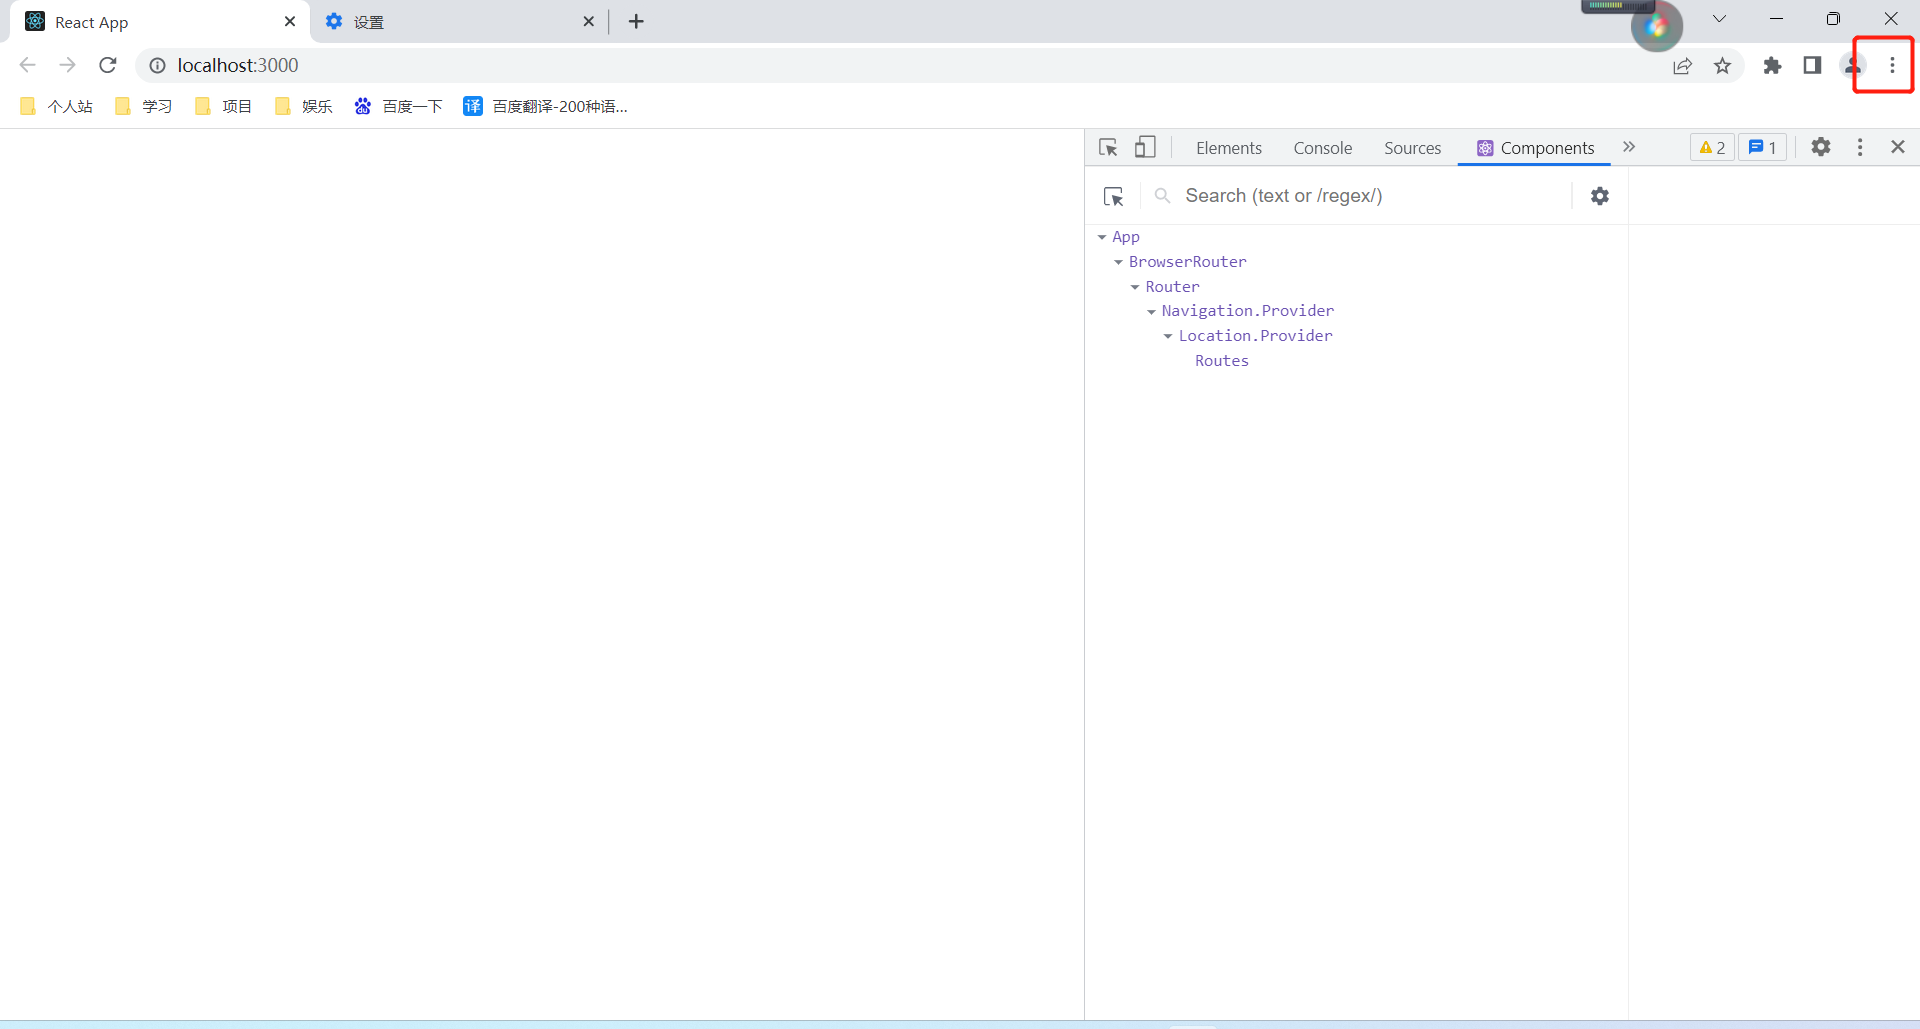 React App
设置
localhost:3000
个人站 学习 项目 娱乐 du 百度一下 译 百度翻译-200种语...
Elements Console Sources Components 2 1
Search (text or /regex/)
App
BrowserRouter
Router
Navigation.Provider
Location.Provider
Routes